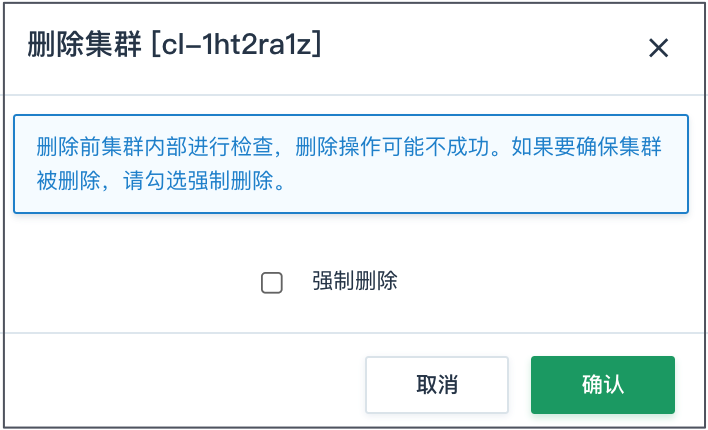 删除集群 [cl-1ht2ra1z]
删除前集群内部进行检查，删除操作可能不成功。如果要确保集群
被删除，请勾选强制删除。
强制删除
取消
确认